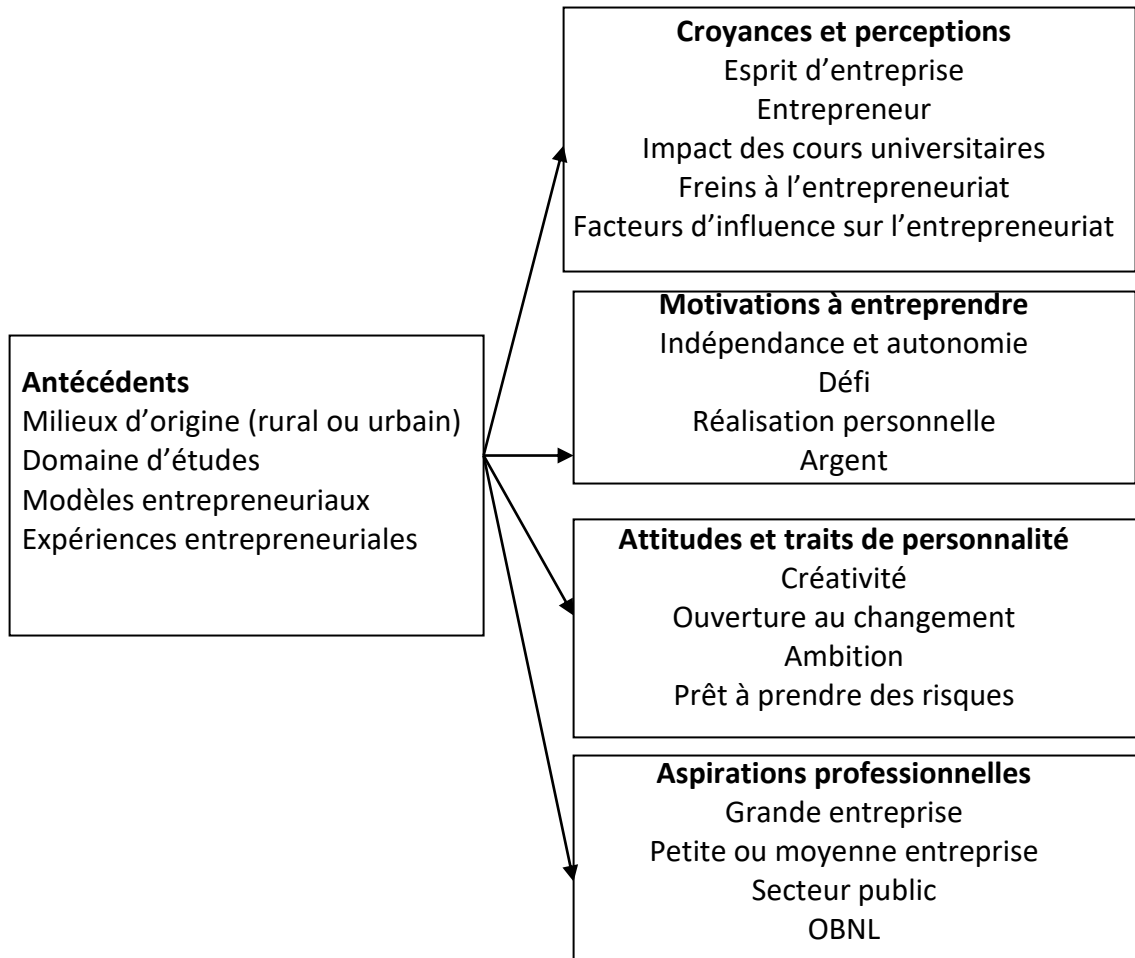 Antécédents
Milieux d’origine (rural ou urbain)
Domaine d’études
Modèles entrepreneuriaux
Expériences entrepreneuriales
Croyances et perceptions
Esprit d’entreprise
Entrepreneur
Impact des cours universitaires
Freins à l’entrepreneuriat
Facteurs d’influence sur l’entrepreneuriat
Motivations à entreprendre
Indépendance et autonomie
Défi
Réalisation personnelle
Argent
Attitudes et traits de personnalité
Créativité
Ouverture au changement
Ambition
Prêt à prendre des risques
Aspirations professionnelles
Grande entreprise
Petite ou moyenne entreprise
Secteur public
OBNL